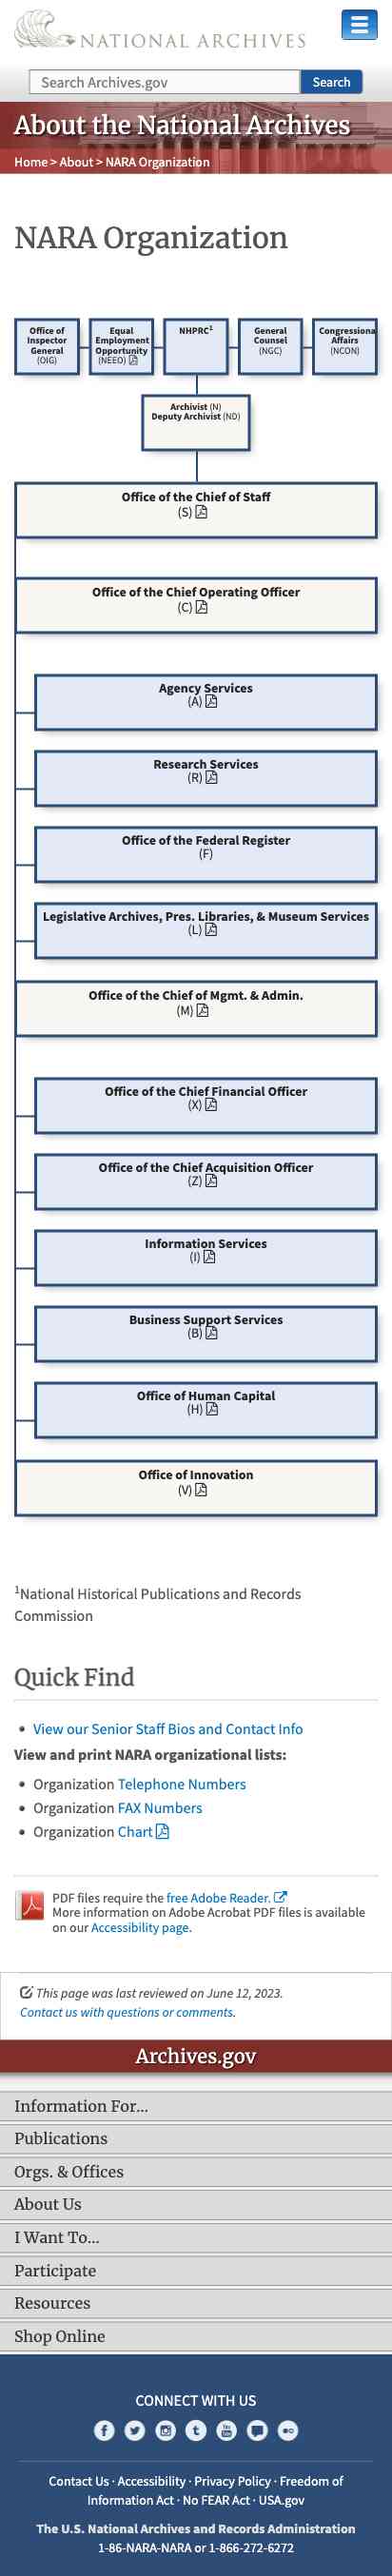 NATIONAL ARCHIVES
Search Archives.gov
Search
About the National Archives
Home > About > NARA Organization
NARA Organization
Office of
Inspector
General
(OIG)
Equal
Employment
Opportunity
(NEEO)
NHPRC1
General
Counsel
(NGC)
Congressiona
Affairs
(NCON)
Archivist (N)
Deputy Archivist (ND)
Office of the Chief of Staff
(S)
Office of the Chief Operating Officer
(C)
Agency Services
(A)
Research Services
(R)
Office of the Federal Register
(F)
Legislative Archives, Pres. Libraries, & Museum Services
(L)
Office of the Chief of Mgmt. & Admin.
(M)
Office of the Chief Financial Officer
(X)
Office of the Chief Acquisition Officer
(Z)
Information Services
(I)
Business Support Services
(B)
Office of Human Capital
(H)
Office of Innovation
(V)
1National Historical Publications and Records
Commission
Quick Find
View our Senior Staff Bios and Contact Info
View and print NARA organizational lists:
Organization Telephone Numbers
Organization FAX Numbers
Organization Chart
PDF files require the free Adobe Reader.
More information on Adobe Acrobat PDF files is available
on our Accessibility page.
This page was last reviewed on June 12, 2023.
Contact us with questions or comments.
Archives.gov
Information For…
Publications
Orgs. & Offices
About Us
I Want To…
Participate
Resources
Shop Online
CONNECT WITH US
Contact Us · Accessibility · Privacy Policy · Freedom of
Information Act · No FEAR Act · USA.gov
The U.S. National Archives and Records Administration
1-86-NARA-NARA or 1-866-272-6272